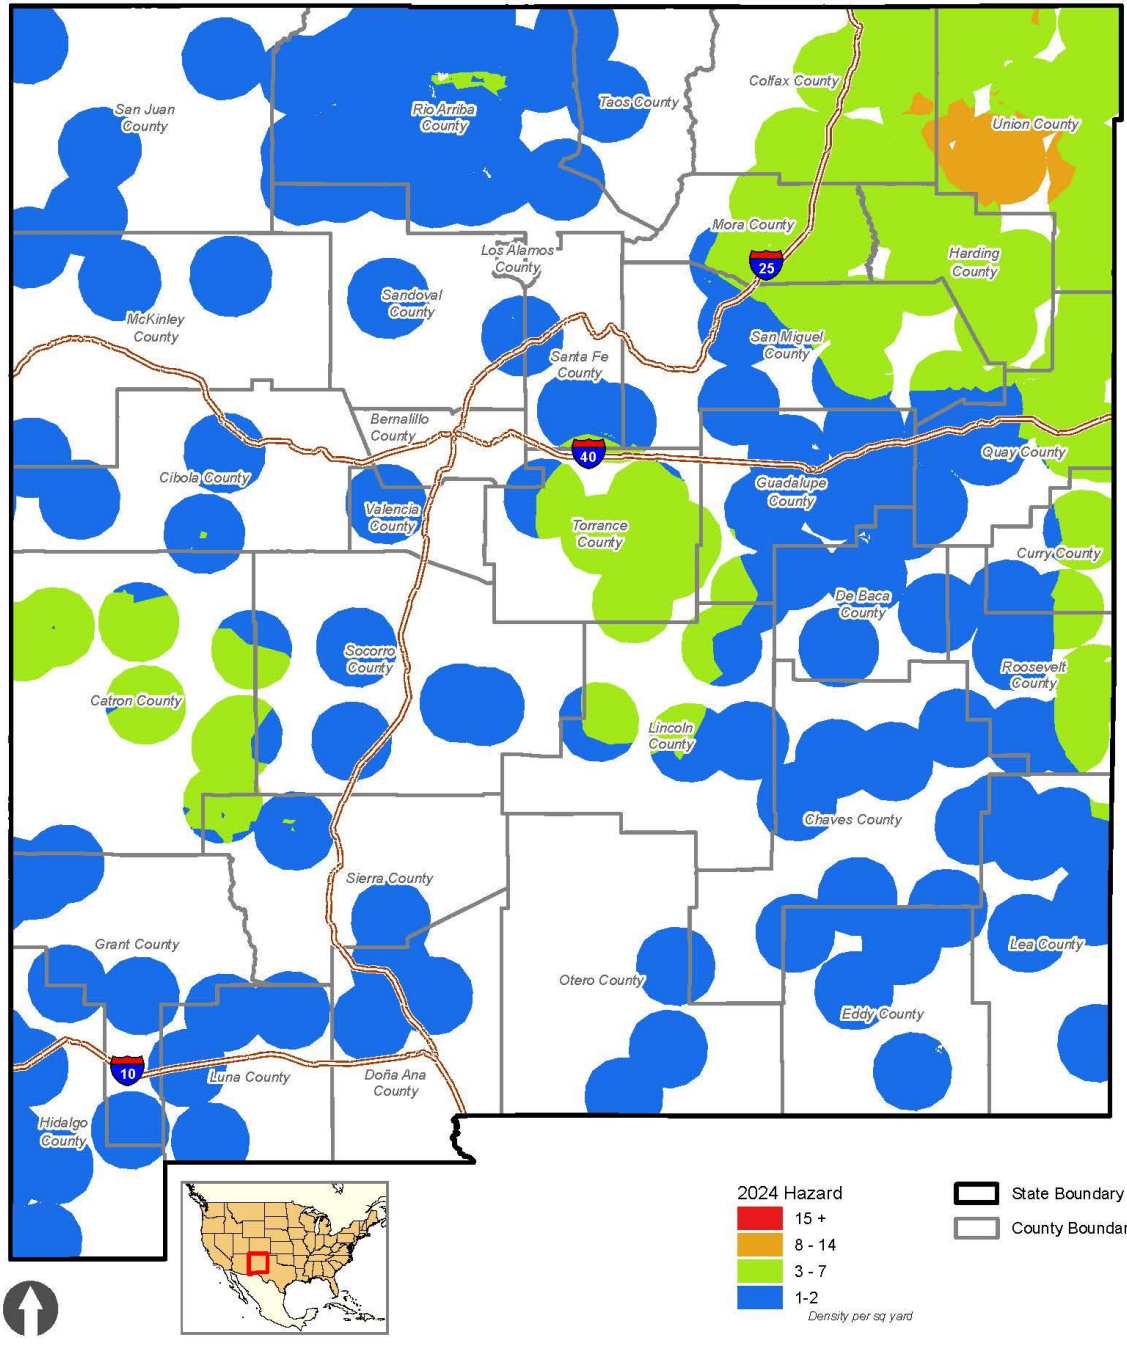 Colfax County
San Juan
County
Rio Arriba
County
Taos County
Union County
Mora County
Los Alamos
County
Harding
County
25
Sandoval
County
McKinley
County
San Miguel
County
Santa Fe
County
Bernalillo
County
40
Quay County
Cibola County
Guadalupe
County
Valencia
County
Torrance
County
Curry County
De Baca
County
Socorro
County
Roosevelt
County
Catron County
Lincoln
County
Chaves County
Sierra County
Grant County
Lea County
Otero County
Eddy County
10
Luna County
Doña Ana
County
Hidalgo
County
2024 Hazard
15 +
8 - 14
3 - 7
1-2
Density per sq yard
State Boundary
County Boundar